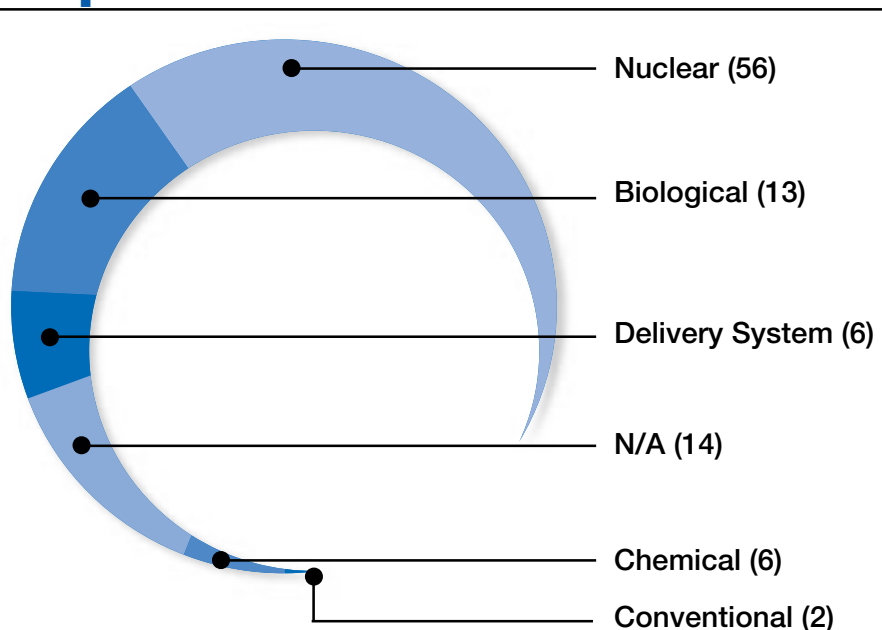 Nuclear (56)
Biological (13)
Delivery System (6)
N/A (14)
Chemical (6)
Conventional (2)